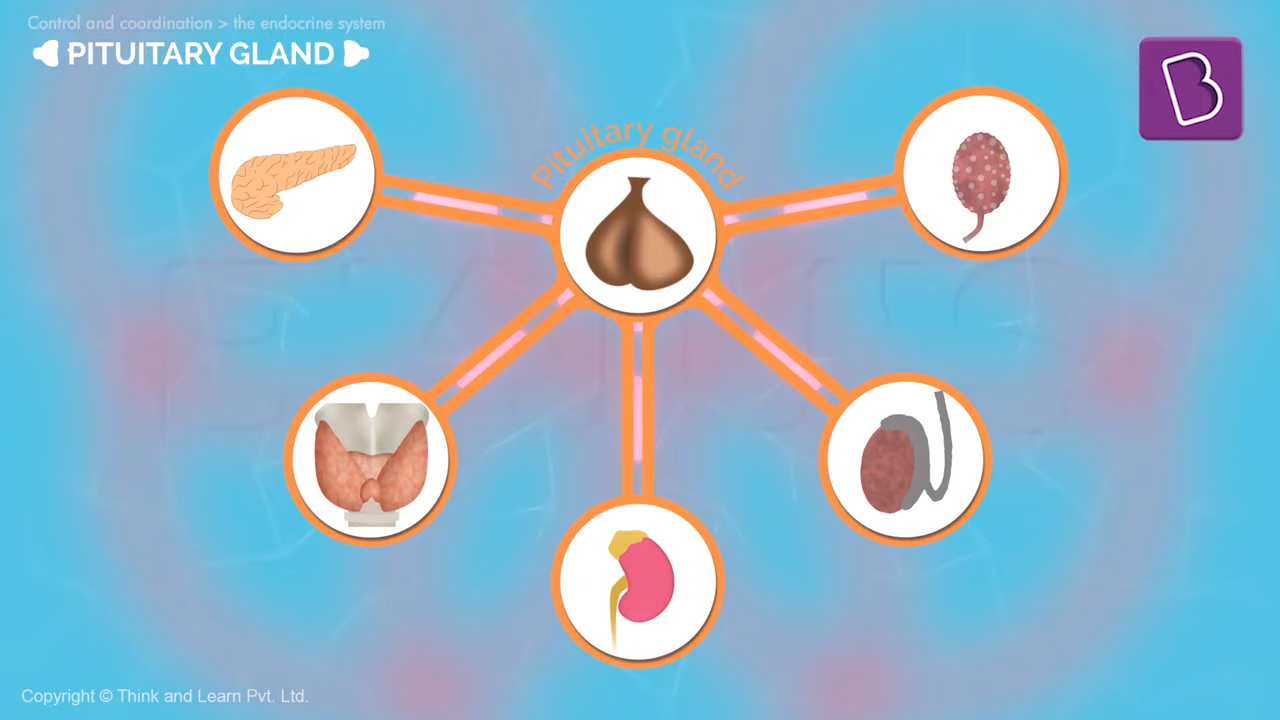 Control and coordination > the endocrine system
PITUITARY GLAND
B
Pituitary gland
Copyright © Think and Learn Pvt. Ltd.